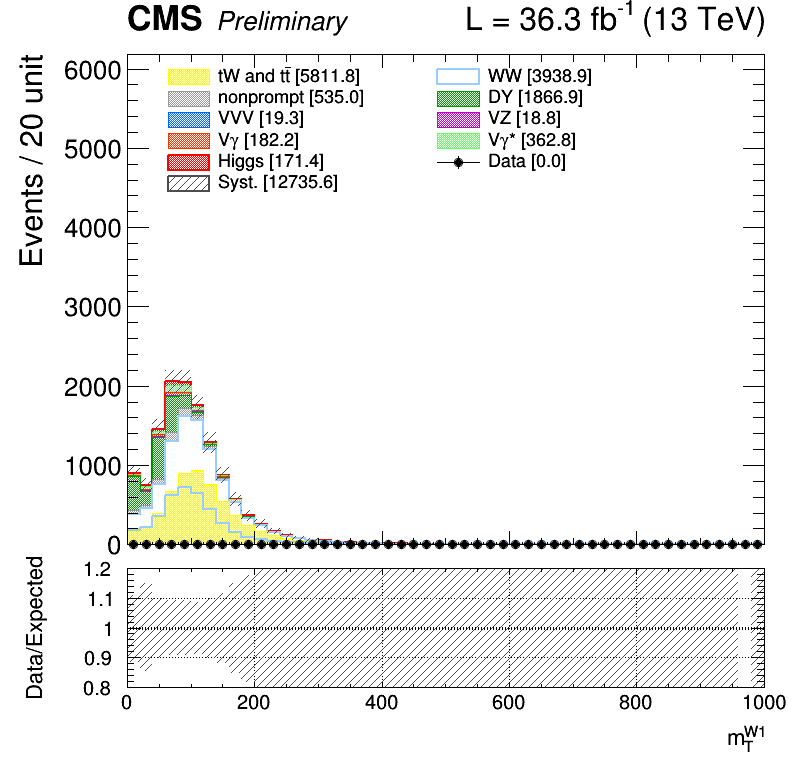 CMS Preliminary L = 36.3 fb⁻¹ (13 TeV)
Events / 20 unit
6000
5000
4000
3000
2000
1000
0
tW and tt̄ [5811.8]
nonprompt [535.0]
VVV [19.3]
Vγ [182.2]
Higgs [171.4]
Syst. [12735.6]
WW [3938.9]
DY [1866.9]
VZ [18.8]
Vγ* [362.8]
Data [0.0]
Data/Expected
1.2
1.1
1
0.9
0.8
0 200 400 600 800 1000
m_T^W1